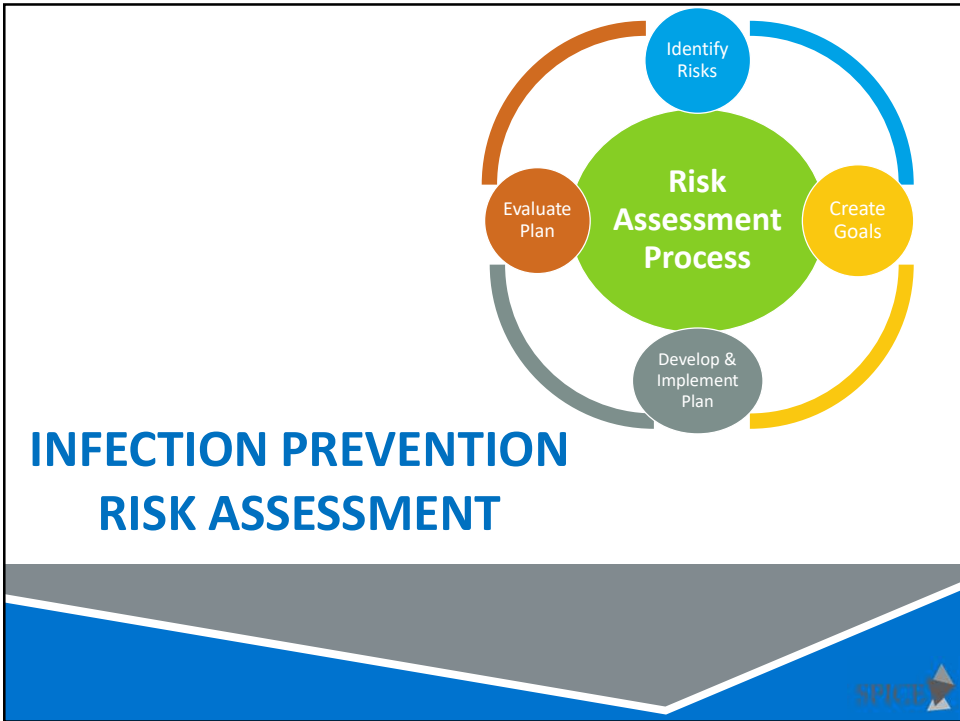 Identify
Risks
Risk
Assessment
Process
Create
Goals
Develop &
Implement
Plan
Evaluate
Plan
INFECTION PREVENTION
RISK ASSESSMENT
SPICE